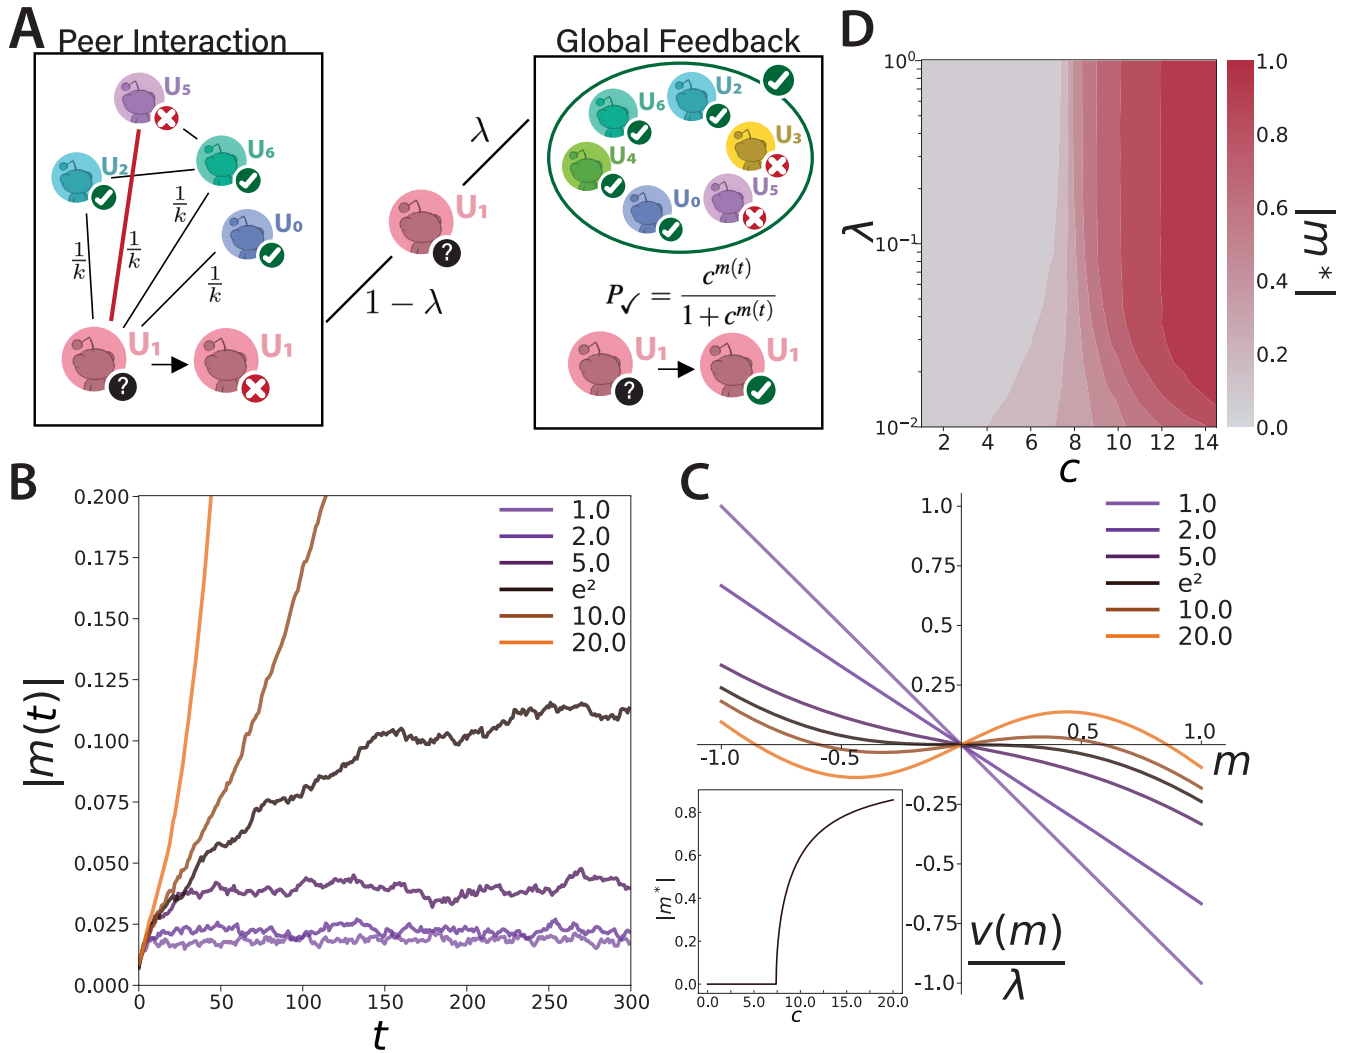 A
Peer Interaction
U₅
U₂
U₆
U₀
1/k
1/k
1/k
1/k
U₁
?
U₁
λ
1 − λ
U₁
?
Global Feedback
U₆
U₂
U₃
U₄
U₀
U₅
P✓ = c^{m(t)} / (1 + c^{m(t)})
U₁
?
U₁
D
10⁰
10⁻¹
10⁻²
λ
2 4 6 8 10 12 14
c
1.0
0.8
0.6
0.4
0.2
0.0
|m*|
B
0.200
0.175
0.150
0.125
0.100
0.075
0.050
0.025
0.000
|m(t)|
0 50 100 150 200 250 300
t
1.0
2.0
5.0
e²
10.0
20.0
C
1.0
0.75
0.5
0.25
-0.25
-0.5
-0.75
-1.0
-1.0 -0.5 0.5 1.0
m
v(m)/λ
1.0
2.0
5.0
e²
10.0
20.0
0.8
0.6
0.4
0.2
0.0
|m*|
0.0 5.0 10.0 15.0 20.0
c